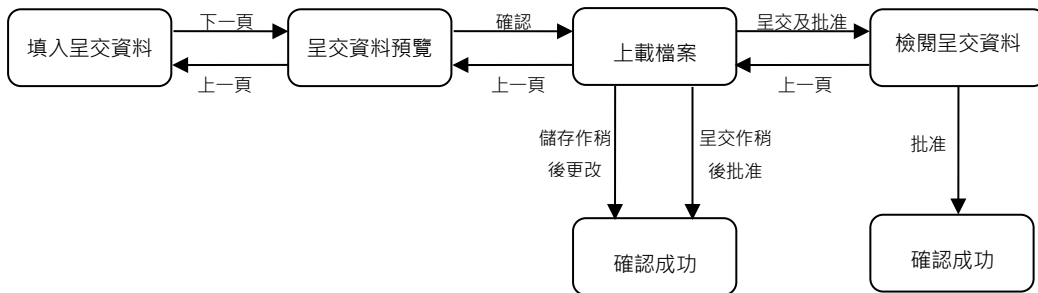 下一頁
確認
呈交及批准
填入呈交資料
呈交資料預覽
上載檔案
檢閱呈交資料
上一頁
上一頁
上一頁
儲存作稍
後更改
呈交作稍
後批准
批准
確認成功
確認成功